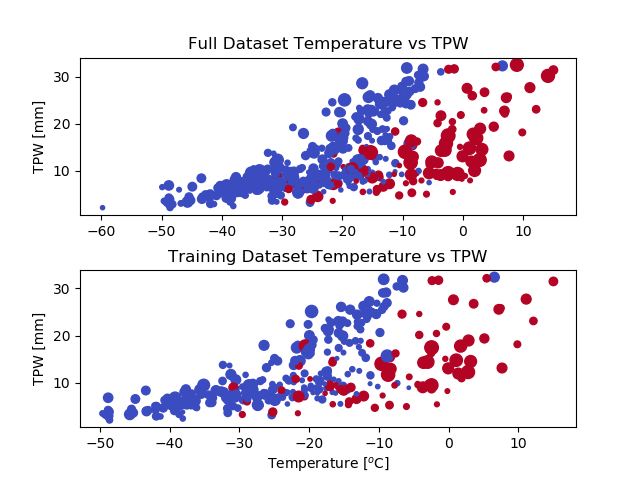 Full Dataset Temperature vs TPW
TPW [mm]
30
20
10
−60 −50 −40 −30 −20 −10 0 10
Training Dataset Temperature vs TPW
TPW [mm]
30
20
10
−50 −40 −30 −20 −10 0 10
Temperature [°C]